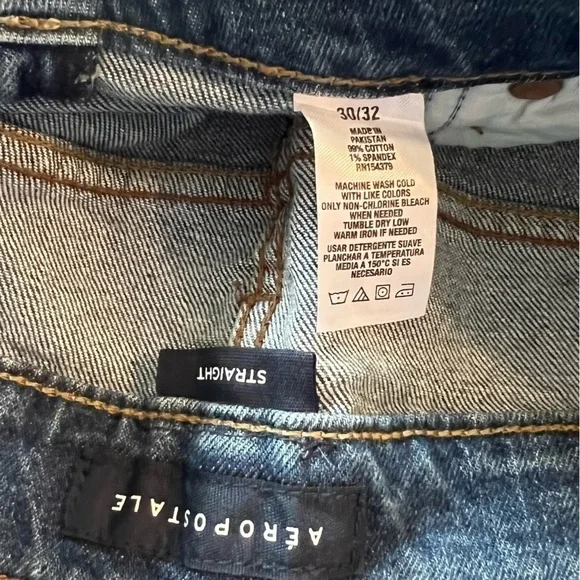 30/32
MADE IN
PAKISTAN
99% COTTON
1% SPANDEX
RN154379
MACHINE WASH COLD
WITH LIKE COLORS
ONLY NON-CHLORINE BLEACH
WHEN NEEDED
TUMBLE DRY LOW
WARM IRON IF NEEDED
USAR DETERGENTE SUAVE
PLANCHAR A TEMPERATURA
MEDIA À 150°C SI ES
NECESARIO
STRAIGHT
AÉROPOSTALE